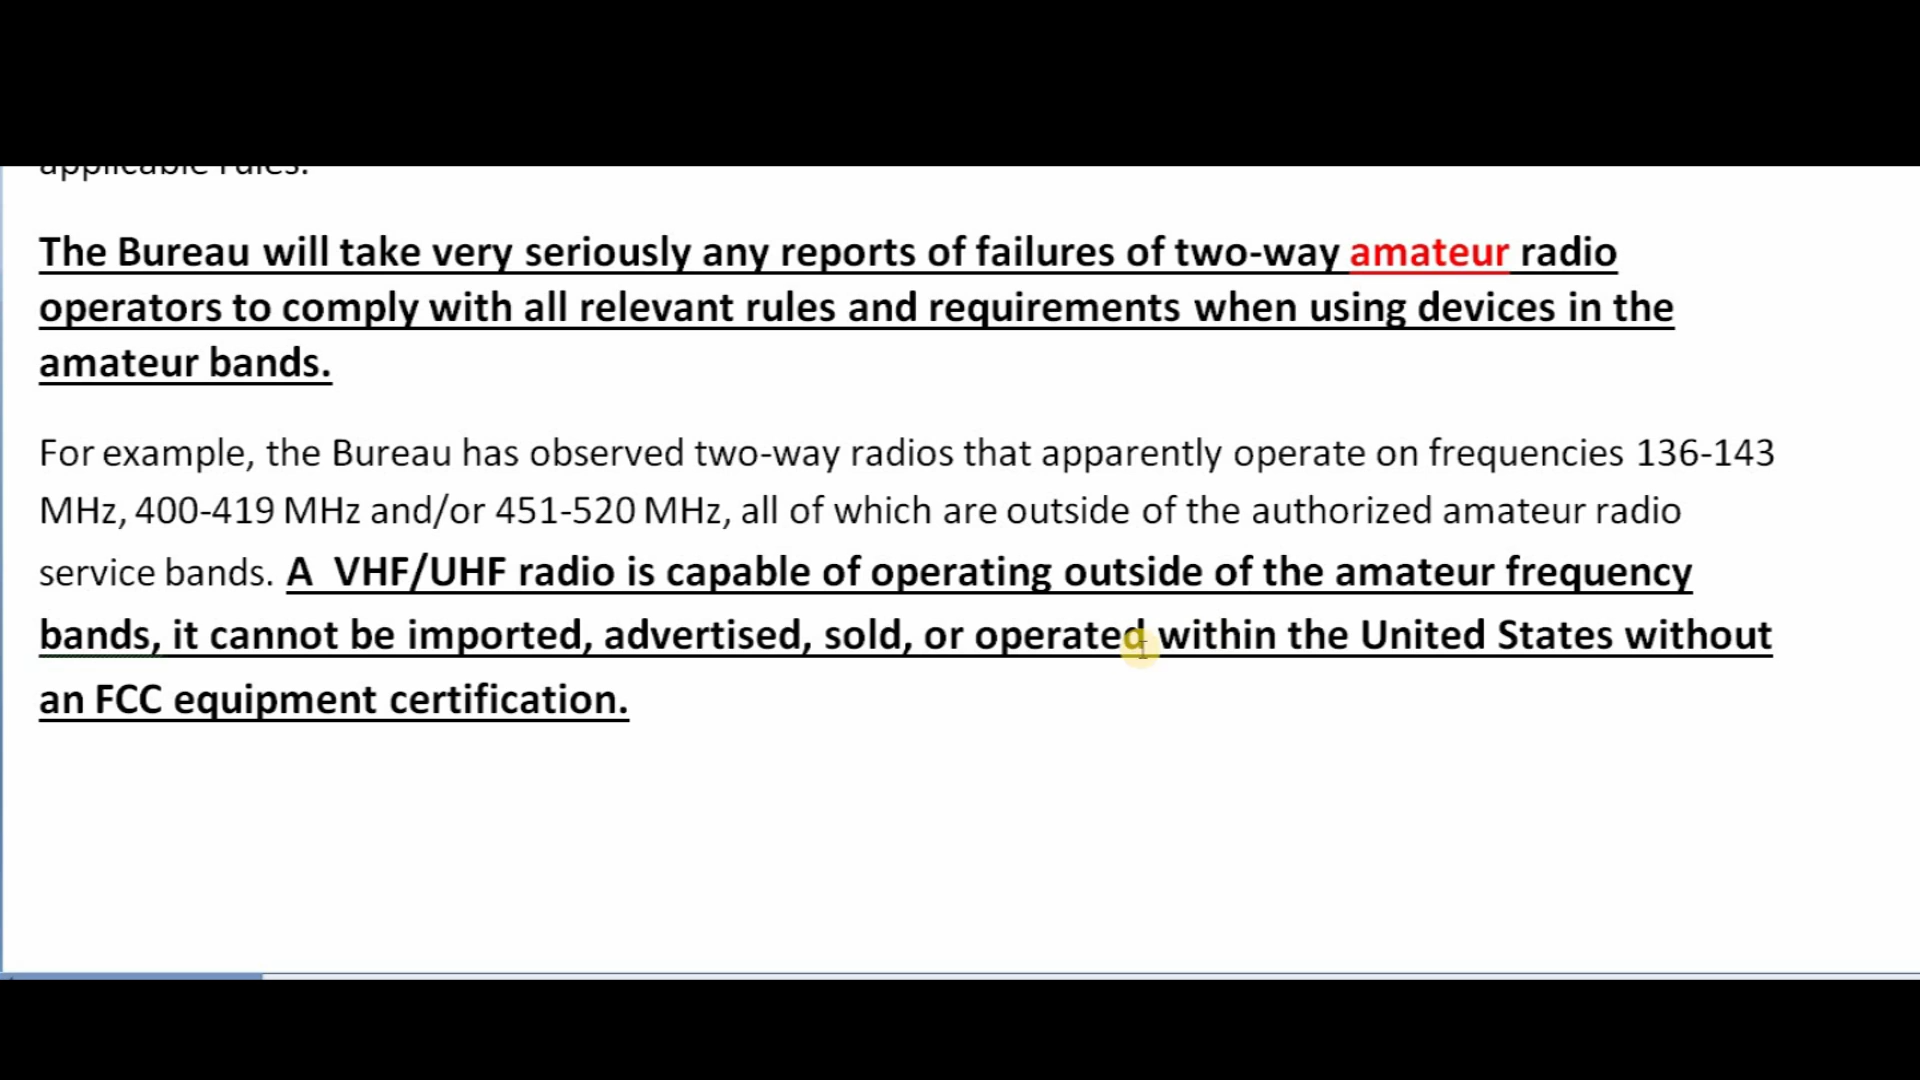 applicable rules.
The Bureau will take very seriously any reports of failures of two-way amateur radio
operators to comply with all relevant rules and requirements when using devices in the
amateur bands.
For example, the Bureau has observed two-way radios that apparently operate on frequencies 136-143
MHz, 400-419 MHz and/or 451-520 MHz, all of which are outside of the authorized amateur radio
service bands. A  VHF/UHF radio is capable of operating outside of the amateur frequency
bands, it cannot be imported, advertised, sold, or operated within the United States without
an FCC equipment certification.